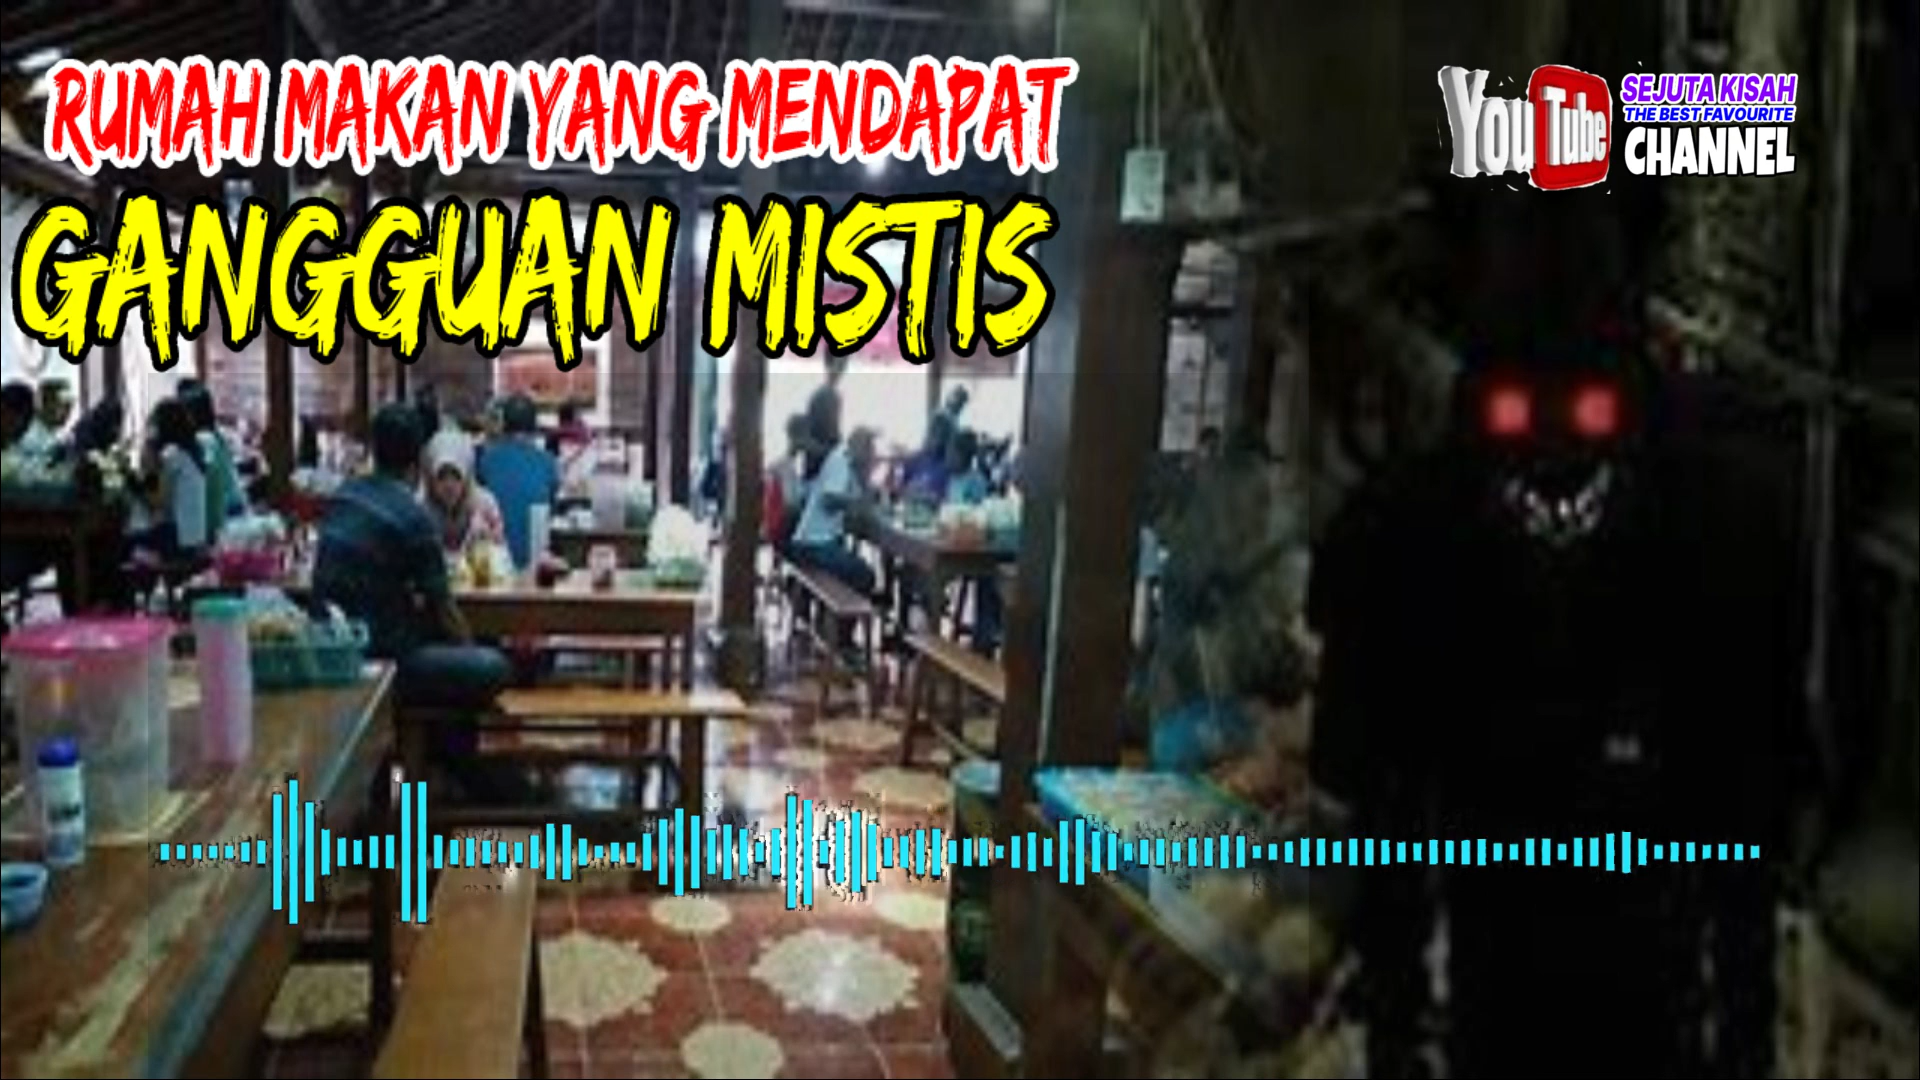 RUMAH MAKAN YANG MENDAPAT
GANGGUAN MISTIS
YouTube
SEJUTA KISAH
THE BEST FAVOURITE
CHANNEL